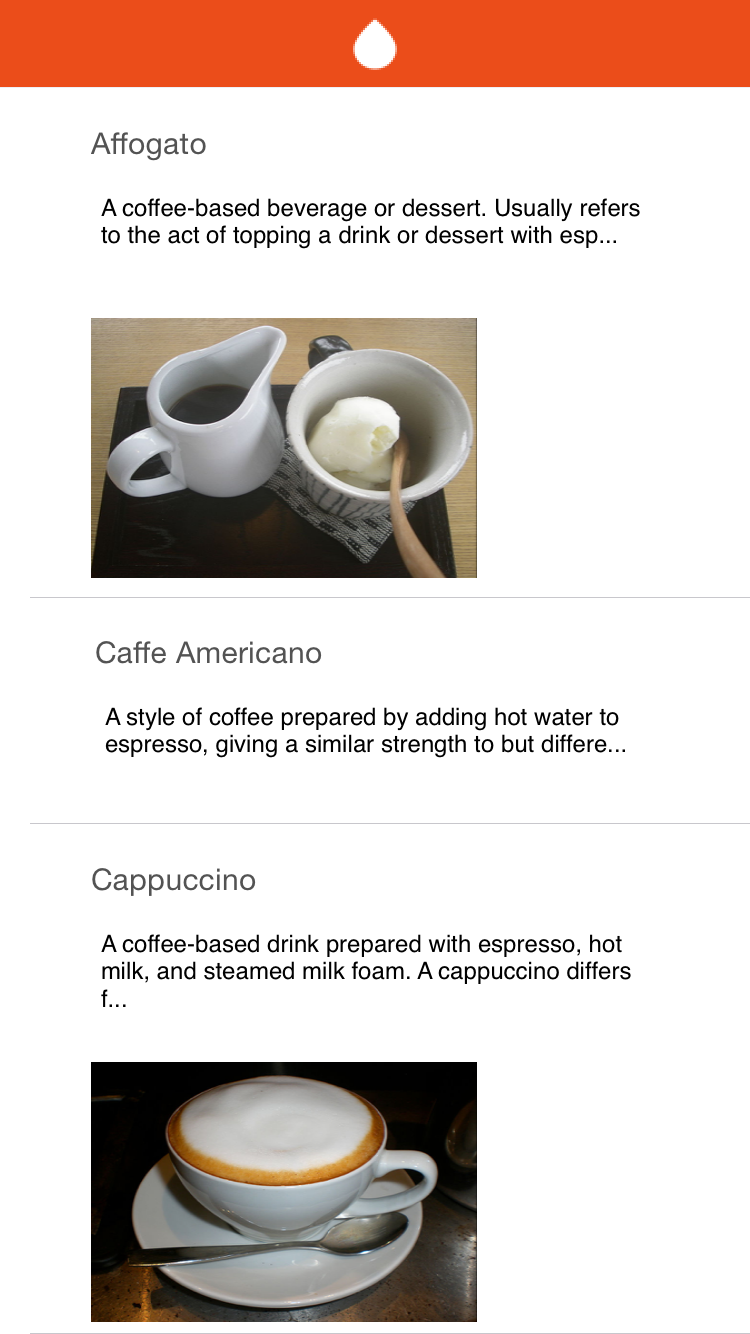 Affogato
A coffee-based beverage or dessert. Usually refers
to the act of topping a drink or dessert with esp...
Caffe Americano
A style of coffee prepared by adding hot water to
espresso, giving a similar strength to but differe...
Cappuccino
A coffee-based drink prepared with espresso, hot
milk, and steamed milk foam. A cappuccino differs
f...